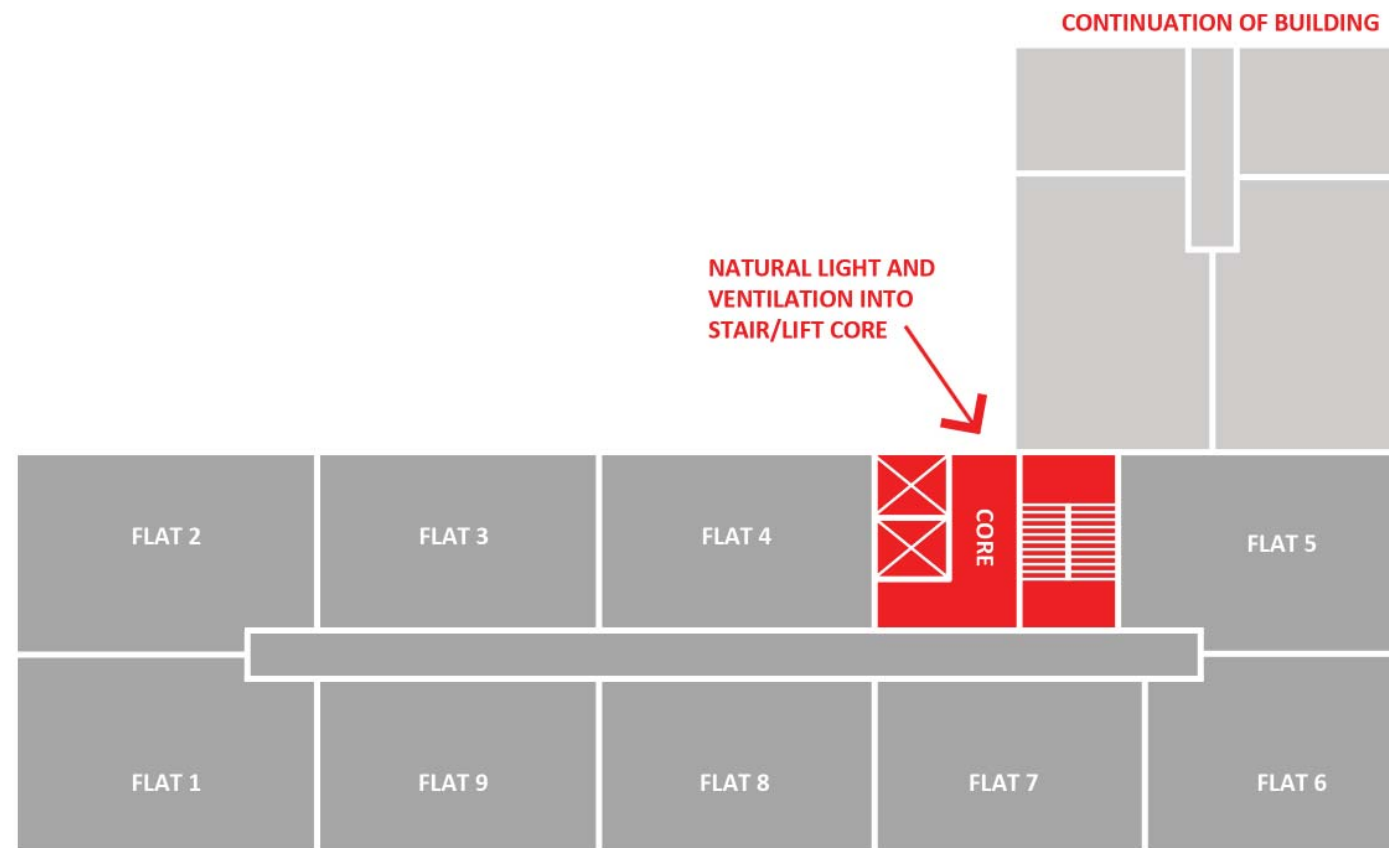 CONTINUATION OF BUILDING
NATURAL LIGHT AND
VENTILATION INTO
STAIR/LIFT CORE
FLAT 2
FLAT 3
FLAT 4
CORE
FLAT 5
FLAT 1
FLAT 9
FLAT 8
FLAT 7
FLAT 6